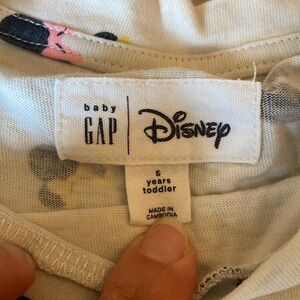 baby
GAP
Disney
5
years
toddler
MADE IN
CAMBODIA